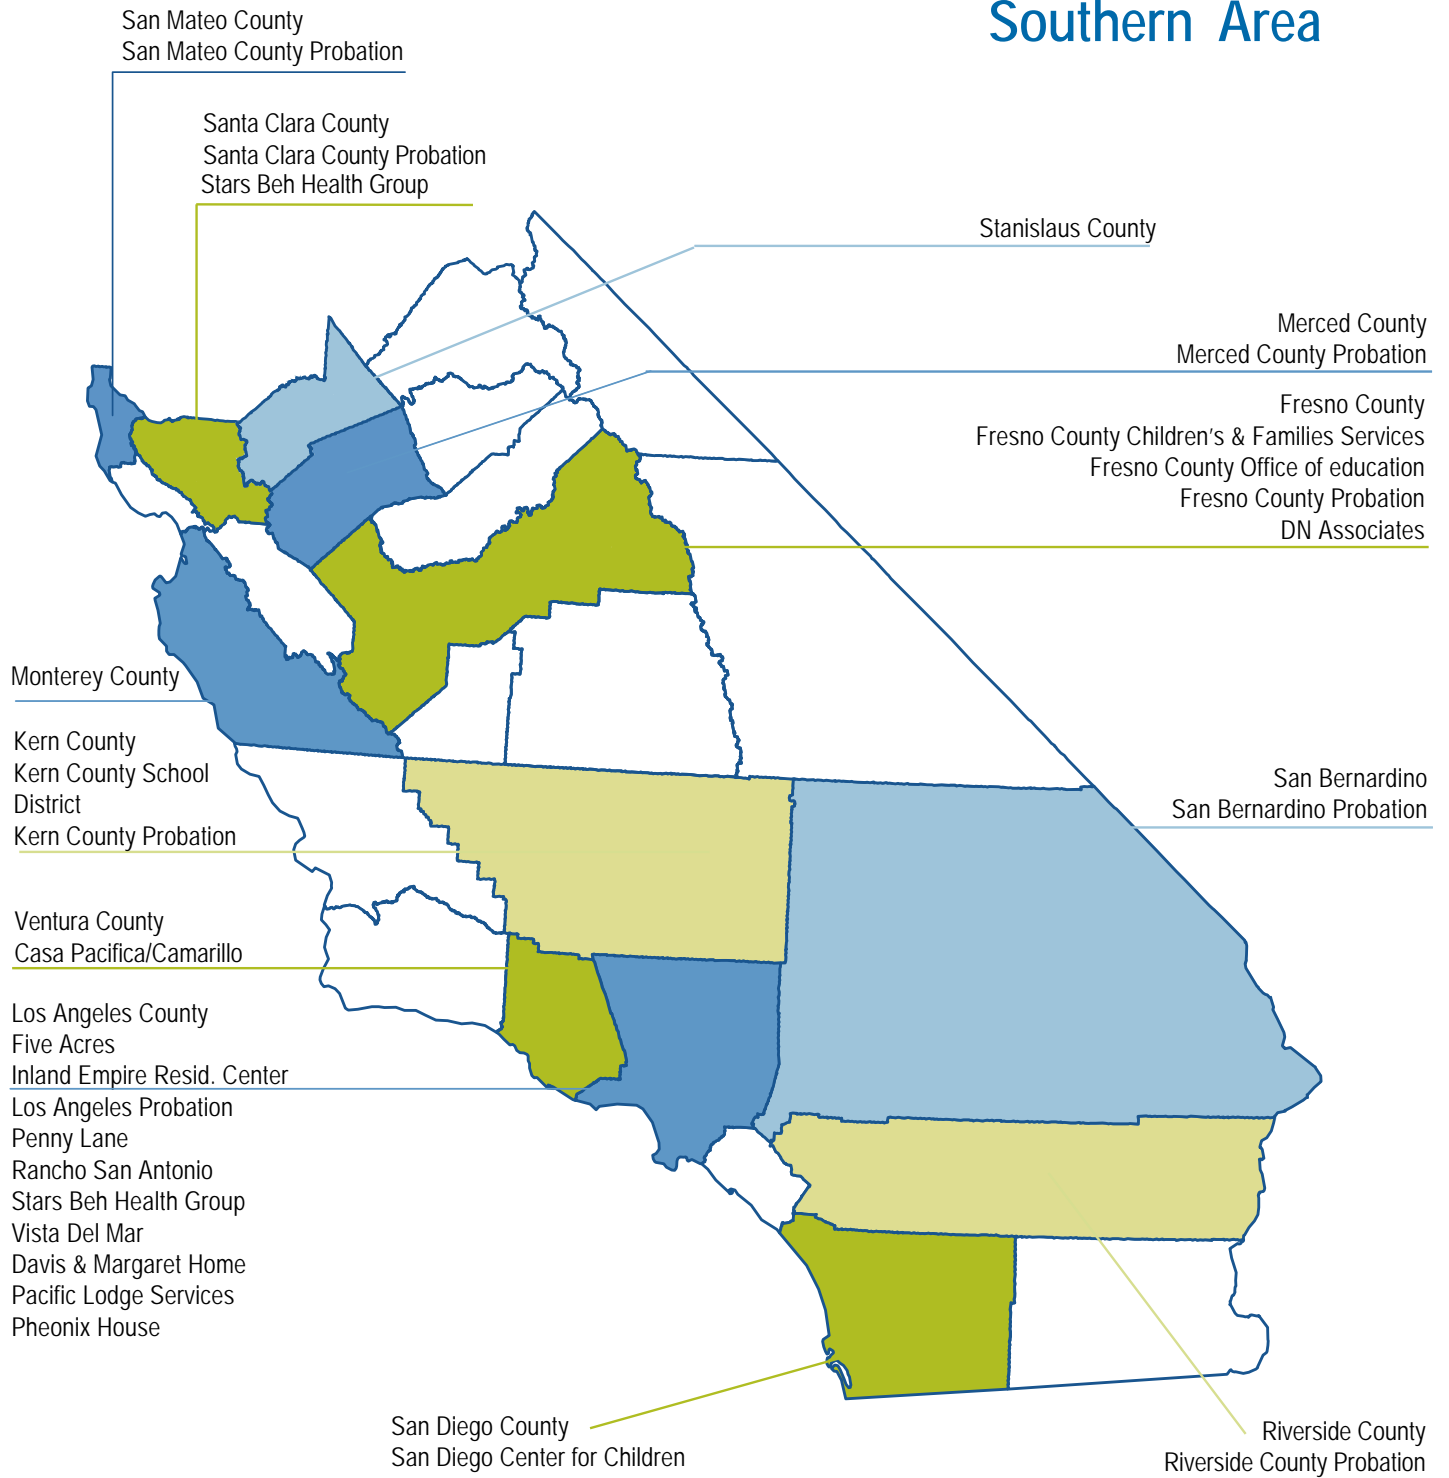 Southern Area
San Mateo County
San Mateo County Probation
Santa Clara County
Santa Clara County Probation
Stars Beh Health Group
Stanislaus County
Merced County
Merced County Probation
Fresno County
Fresno County Children's & Families Services
Fresno County Office of education
Fresno County Probation
DN Associates
Monterey County
Kern County
Kern County School
District
Kern County Probation
San Bernardino
San Bernardino Probation
Ventura County
Casa Pacifica/Camarillo
Los Angeles County
Five Acres
Inland Empire Resid. Center
Los Angeles Probation
Penny Lane
Rancho San Antonio
Stars Beh Health Group
Vista Del Mar
Davis & Margaret Home
Pacific Lodge Services
Pheonix House
San Diego County
San Diego Center for Children
Riverside County
Riverside County Probation